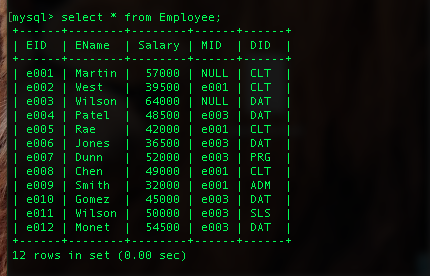 [mysql> select * from Employee;
+------+--------+--------+------+------+
| EID  | EName  | Salary | MID  | DID  |
+------+--------+--------+------+------+
| e001 | Martin |  57000 | NULL | CLT  |
| e002 | West   |  39500 | e001 | CLT  |
| e003 | Wilson |  64000 | NULL | DAT  |
| e004 | Patel  |  48500 | e003 | DAT  |
| e005 | Rae    |  42000 | e001 | CLT  |
| e006 | Jones  |  36500 | e003 | DAT  |
| e007 | Dunn   |  52000 | e003 | PRG  |
| e008 | Chen   |  49000 | e001 | CLT  |
| e009 | Smith  |  32000 | e001 | ADM  |
| e010 | Gomez  |  45000 | e003 | DAT  |
| e011 | Wilson |  50000 | e003 | SLS  |
| e012 | Monet  |  54500 | e003 | DAT  |
+------+--------+--------+------+------+
12 rows in set (0.00 sec)